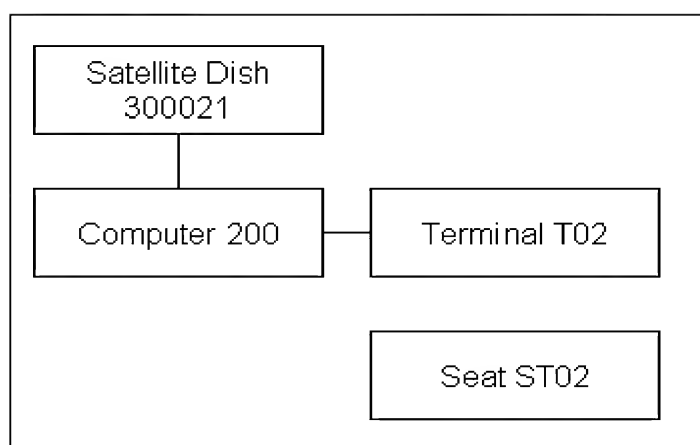 Satellite Dish
300021
Computer 200
Terminal T02
Seat ST02